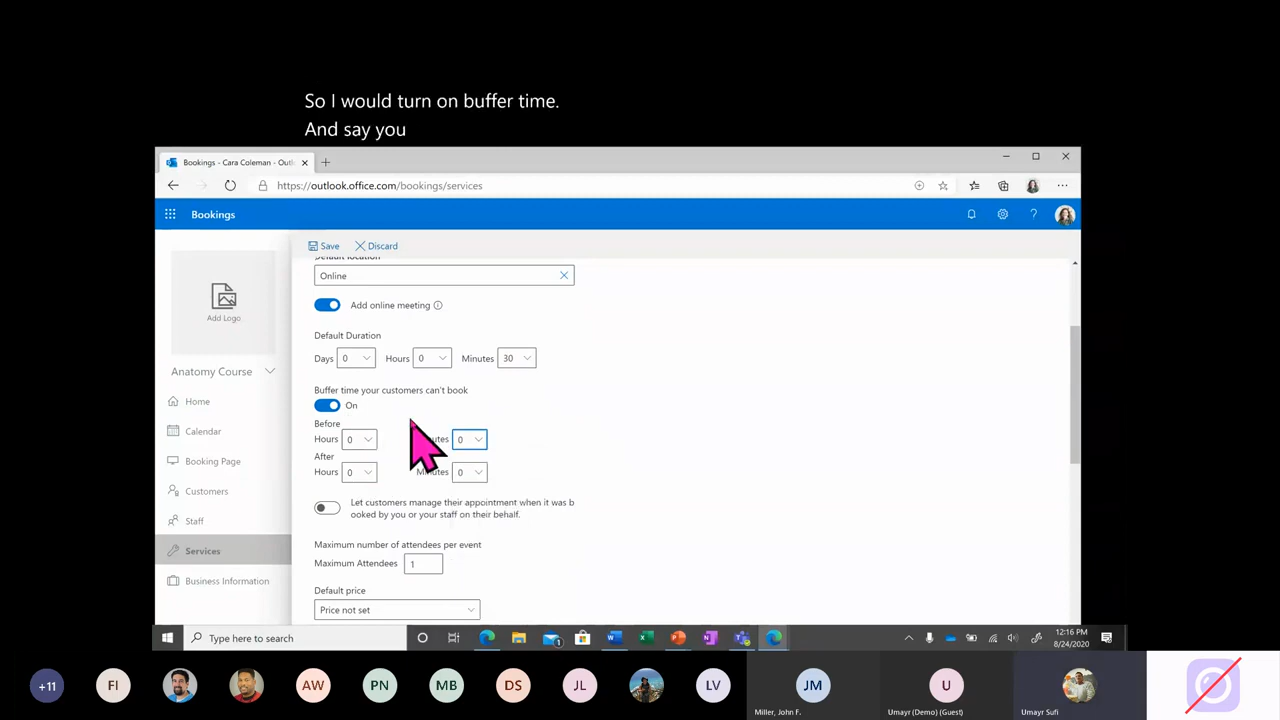 So I would turn on buffer time.
And say you
Bookings - Cara Coleman - Outl
https://outlook.office.com/bookings/services
Bookings
Save Discard
Add Logo
Anatomy Course
Home
Calendar
Booking Page
Customers
Staff
Services
Business Information
Default location
Online
Add online meeting
Default Duration
Days 0 Hours 0 Minutes 30
Buffer time your customers can't book
On
Before
Hours 0 utes 0
After
Hours 0 Minutes 0
Let customers manage their appointment when it was b
ooked by you or your staff on their behalf.
Maximum number of attendees per event
Maximum Attendees 1
Default price
Price not set
Type here to search
12:16 PM
8/24/2020
+11 FI AW PN MB DS JL LV JM U
Miller, John F. Umayr (Demo) (Guest) Umayr Sufi